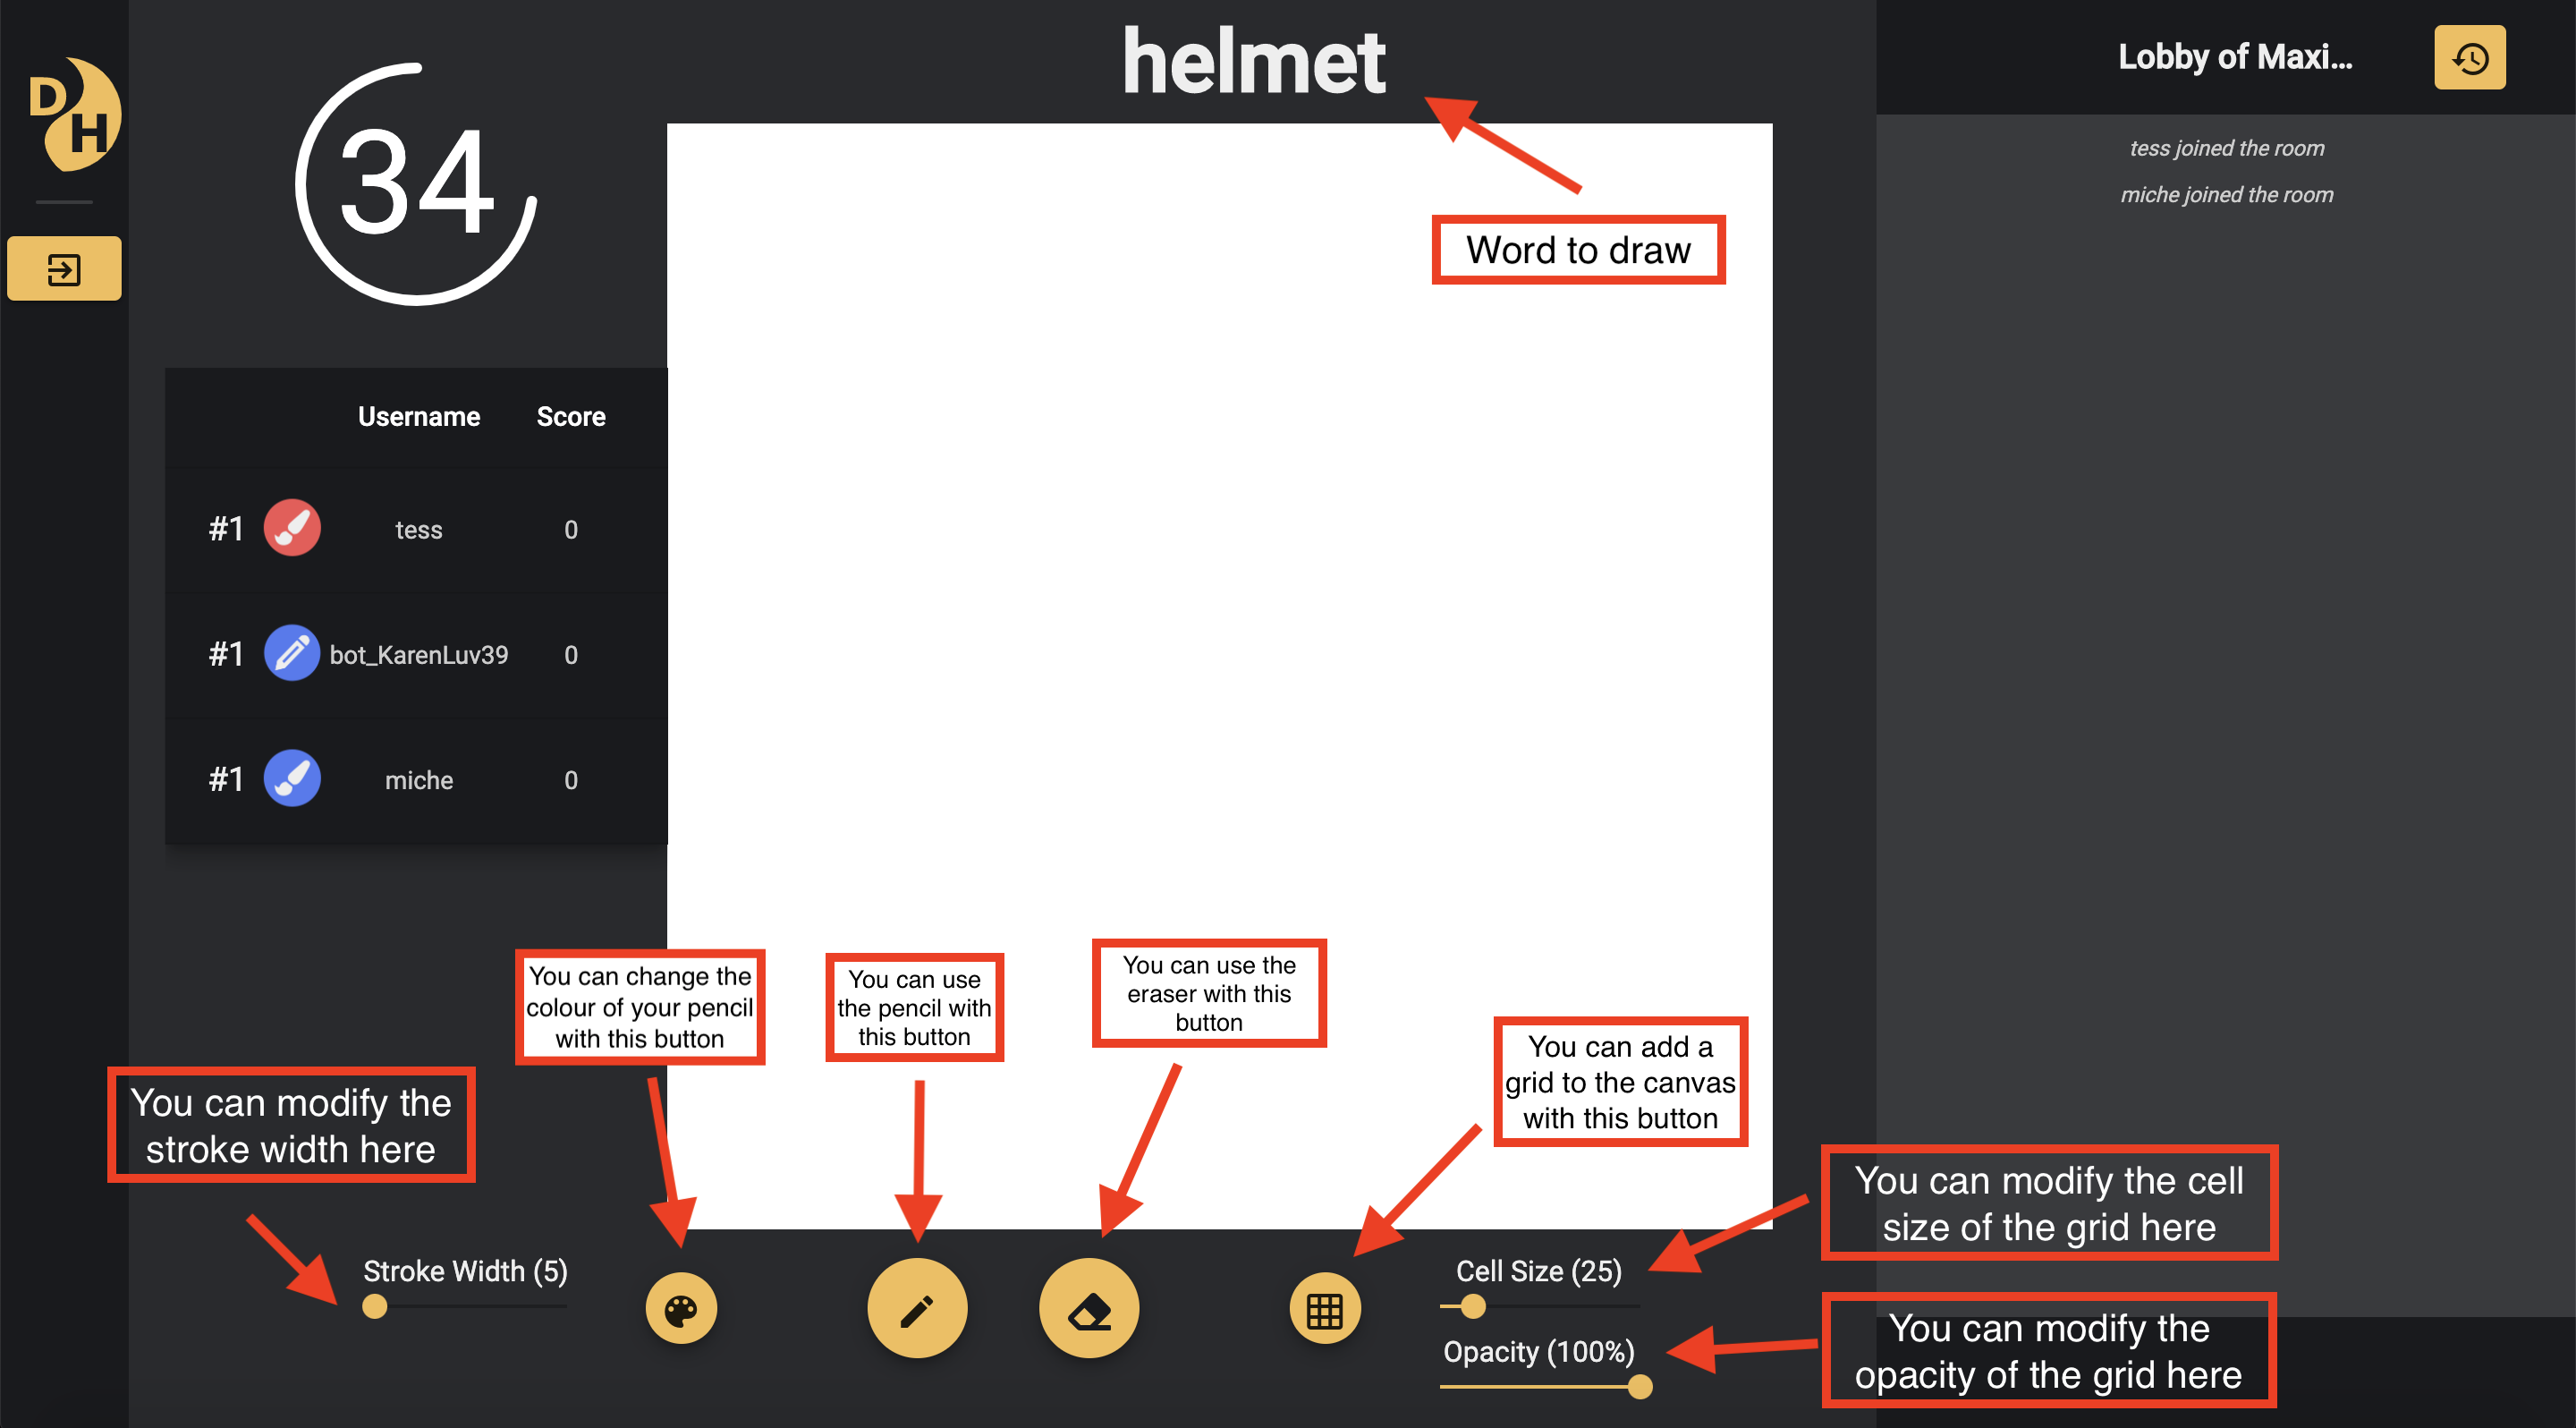 helmet
Lobby of Maxi...
D
H
34
tess joined the room
miche joined the room
Word to draw
Username Score
#1 tess 0
#1 bot_KarenLuv39 0
#1 miche 0
You can change the
colour of your pencil
with this button
You can use
the pencil with
this button
You can use the
eraser with this
button
You can add a
grid to the canvas
with this button
You can modify the
stroke width here
You can modify the cell
size of the grid here
Stroke Width (5)
Cell Size (25)
You can modify the
opacity of the grid here
Opacity (100%)